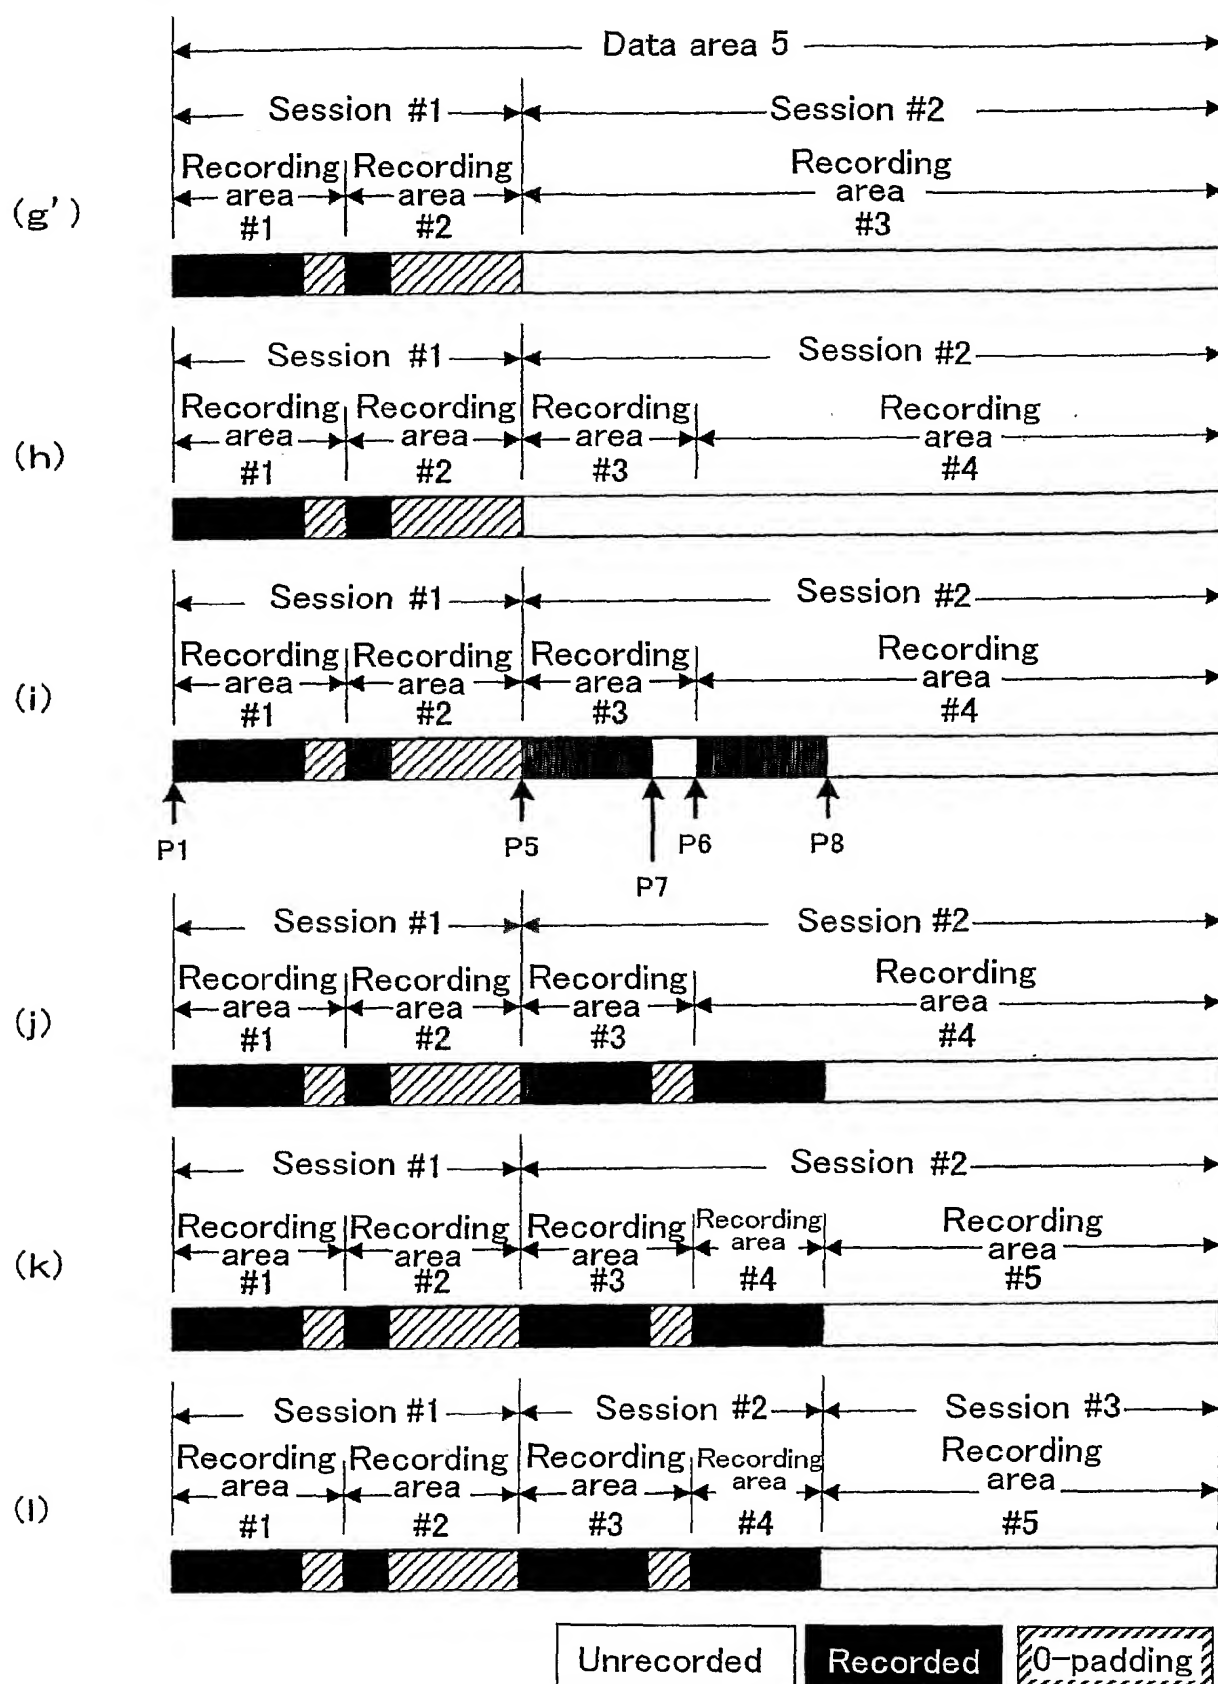 Data area 5
Session #1 Session #2
Recording Recording Recording
area area area
(g') #1 #2 #3
Session #1 Session #2
Recording Recording Recording Recording
area area area area
(h) #1 #2 #3 #4
Session #1 Session #2
Recording Recording Recording Recording
area area area area
(i) #1 #2 #3 #4
P1 P5 P7 P6 P8
Session #1 Session #2
Recording Recording Recording Recording
area area area area
(j) #1 #2 #3 #4
Session #1 Session #2
Recording Recording Recording Recording Recording
area area area area area
(k) #1 #2 #3 #4 #5
Session #1 Session #2 Session #3
Recording Recording Recording Recording Recording
area area area area area
(l) #1 #2 #3 #4 #5
Unrecorded Recorded 0-padding